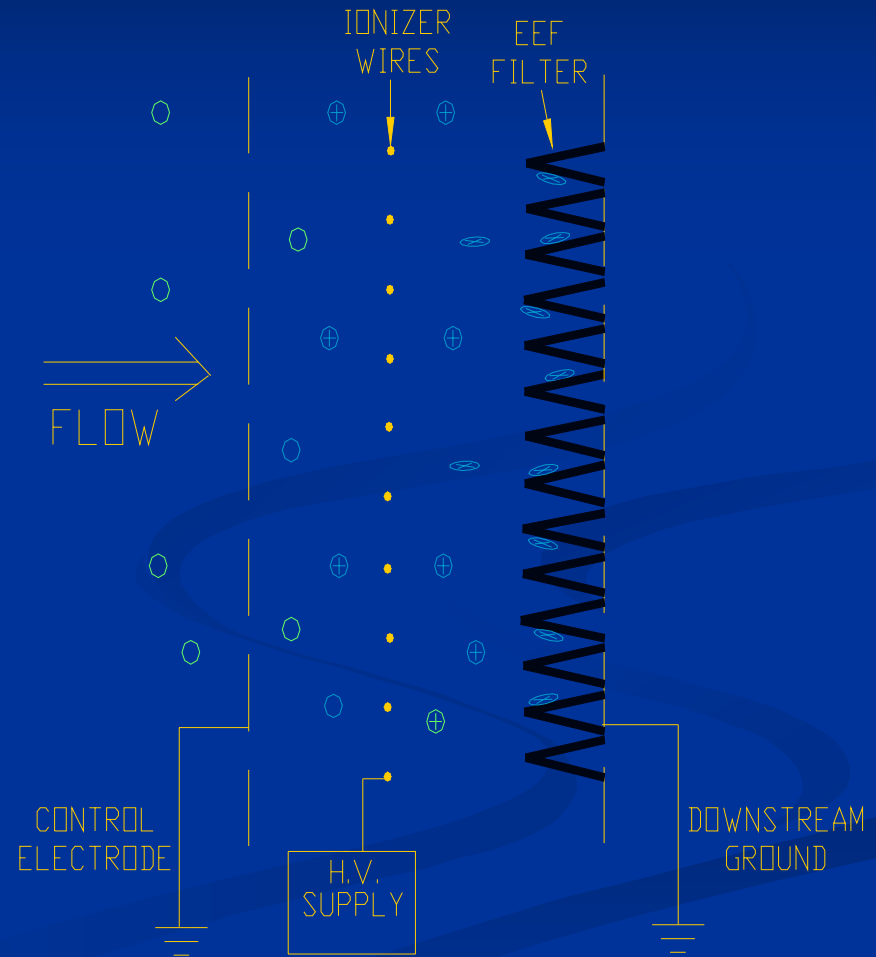 IONIZER
WIRES
EEF
FILTER
FLOW
CONTROL
ELECTRODE
H.V.
SUPPLY
DOWNSTREAM
GROUND